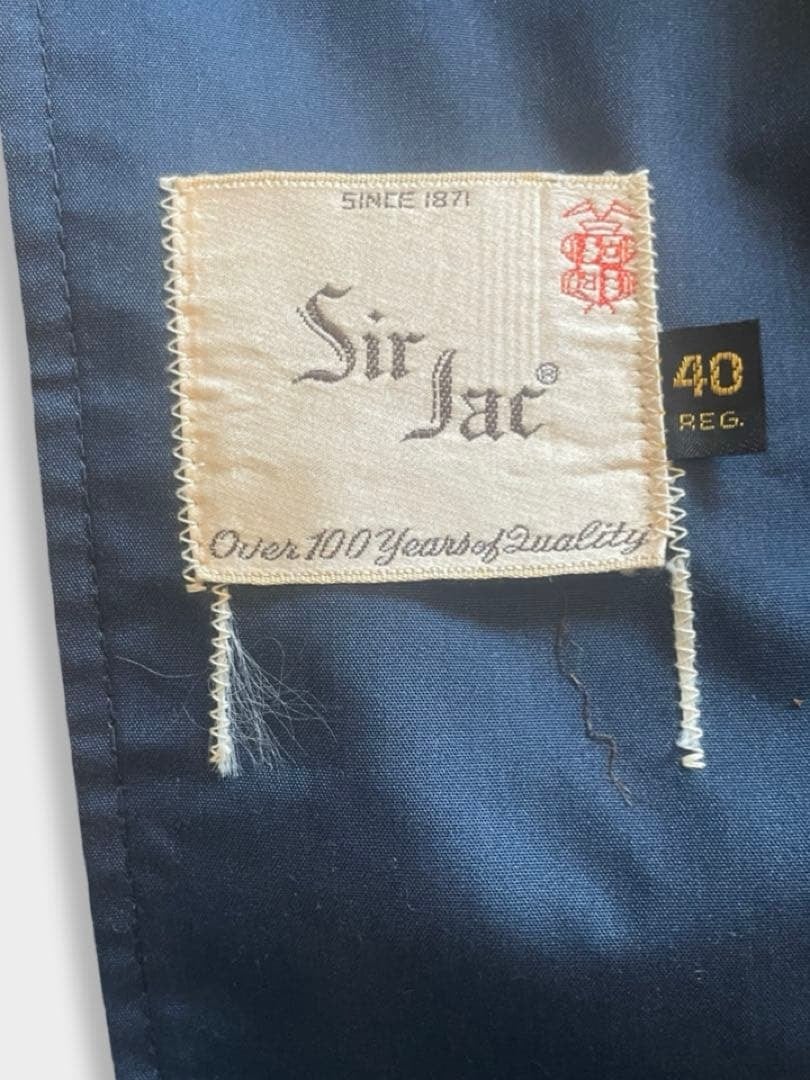 SINCE 1871
Sir
Jac®
40
REG.
Over 100 Years of Quality